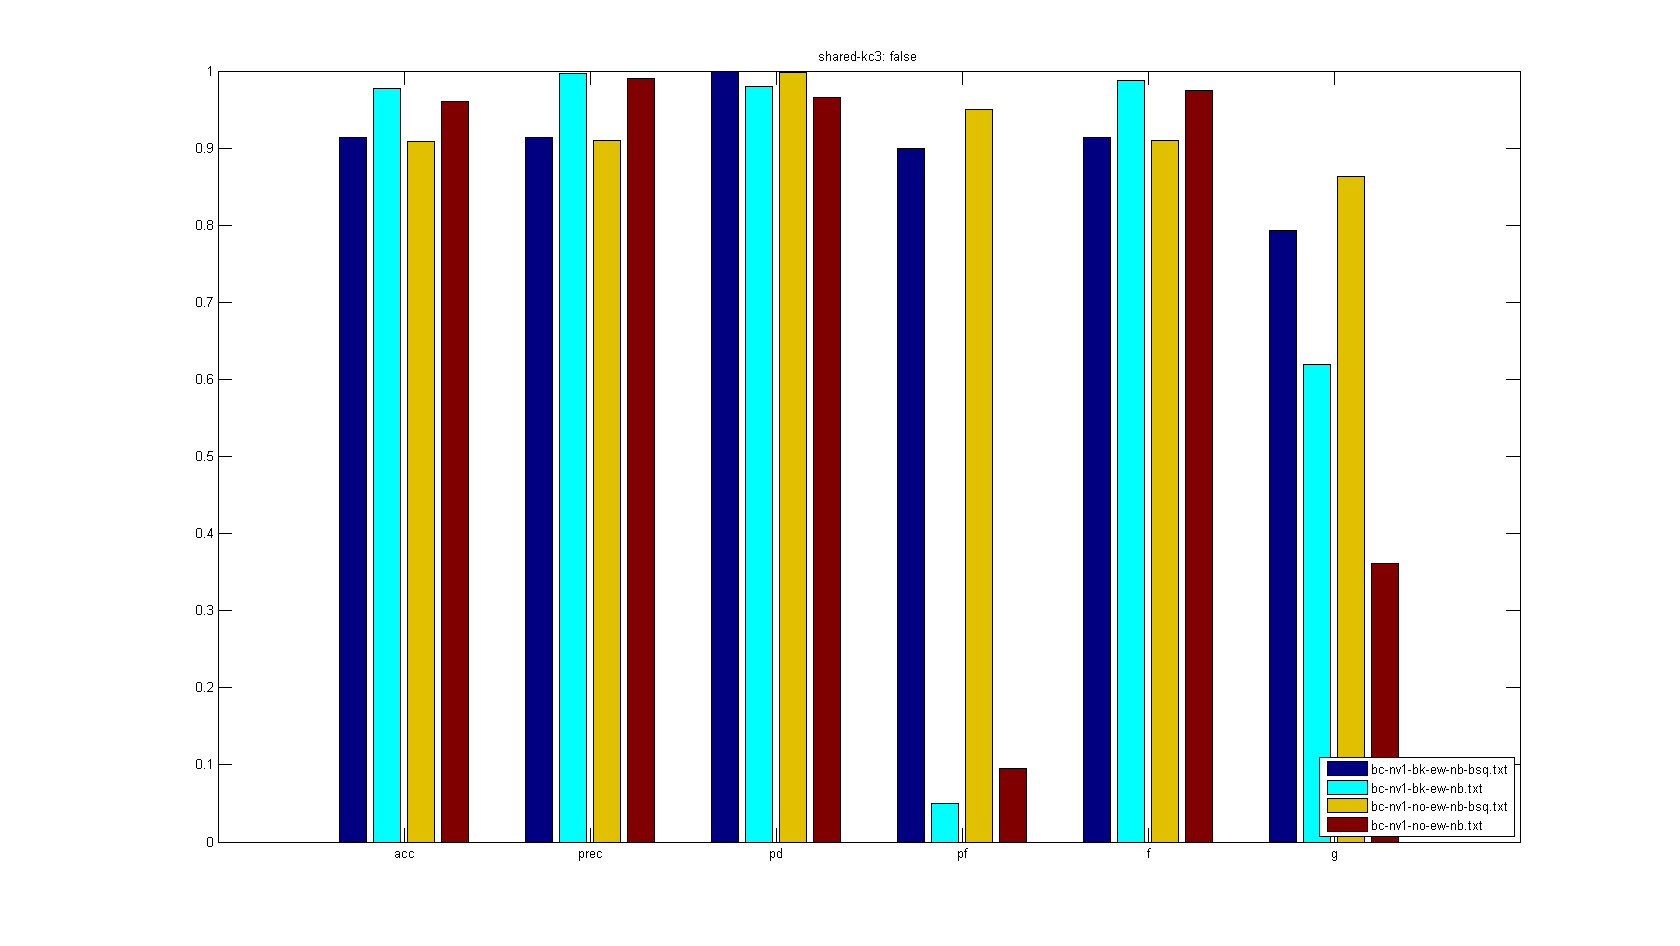 shared-kc3: false
1
0.9
0.8
0.7
0.6
0.5
0.4
0.3
0.2
0.1
0
acc prec pd pf f g
bc-nv1-bk-ew-nb-bsq.txt
bc-nv1-bk-ew-nb.txt
bc-nv1-no-ew-nb-bsq.txt
bc-nv1-no-ew-nb.txt